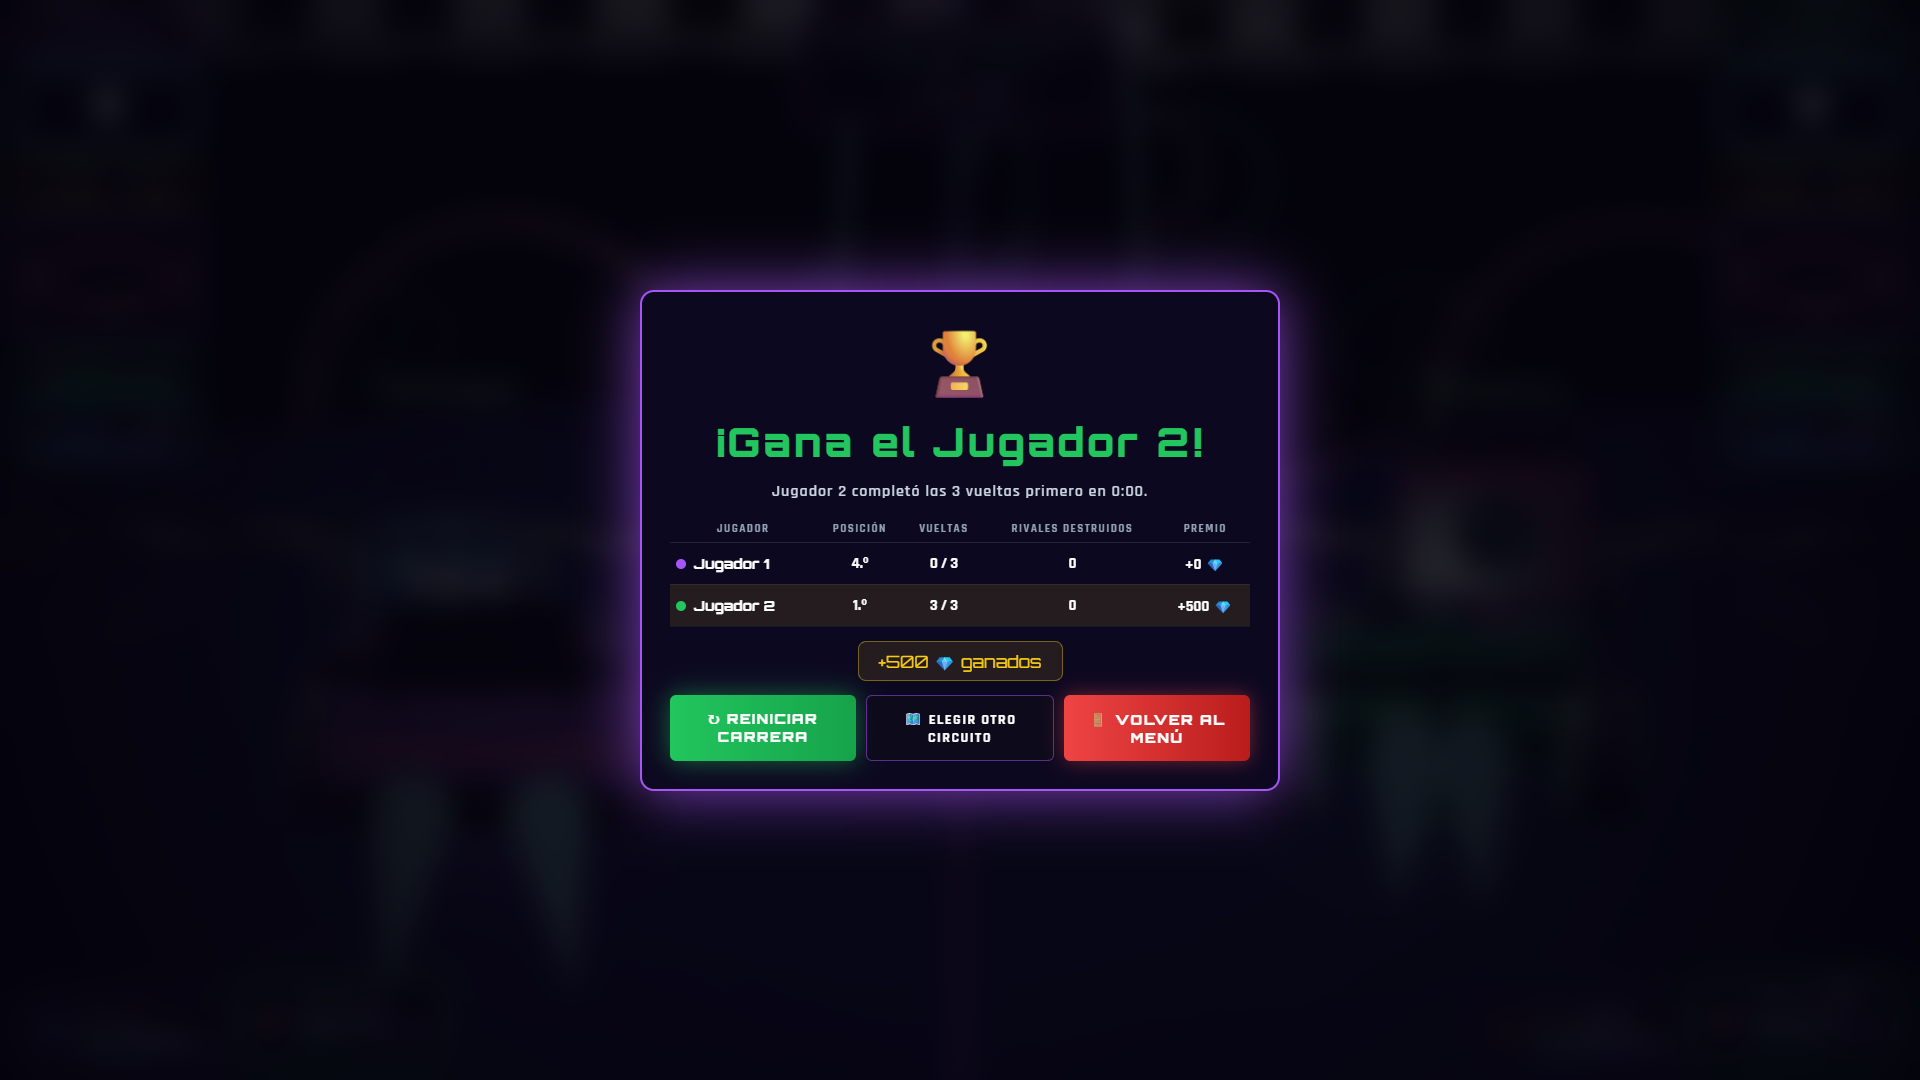 ¡Gana el Jugador 2!
Jugador 2 completó las 3 vueltas primero en 0:00.
JUGADOR POSICIÓN VUELTAS RIVALES DESTRUIDOS PREMIO
Jugador 1 4.º 0 / 3 0 +0 💎
Jugador 2 1.º 3 / 3 0 +500 💎
+500 💎 ganados
↻ REINICIAR
CARRERA
🗺️ ELEGIR OTRO
CIRCUITO
🚪 VOLVER AL
MENÚ